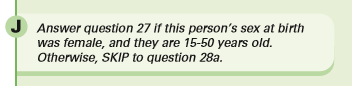 J
Answer question 27 if this person's sex at birth
was female, and they are 15-50 years old.
Otherwise, SKIP to question 28a.